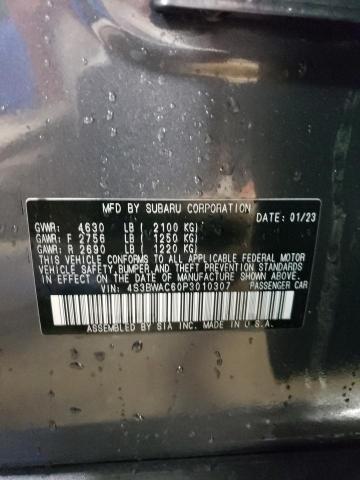 MFD BY SUBARU CORPORATION
DATE: 01/23
GVWR: 4630 LB ( 2100 KG)
GAWR: F 2756 LB ( 1250 KG)
GAWR: R 2690 LB ( 1220 KG)
THIS VEHICLE CONFORMS TO ALL APPLICABLE FEDERAL MOTOR
VEHICLE SAFETY, BUMPER, AND THEFT PREVENTION STANDARDS
IN EFFECT ON THE DATE OF MANUFACTURE SHOWN ABOVE.
VIN: 4S3BWAC60P3010307 PASSENGER CAR
ASSEMBLED BY SIA INC. MADE IN U.S.A.